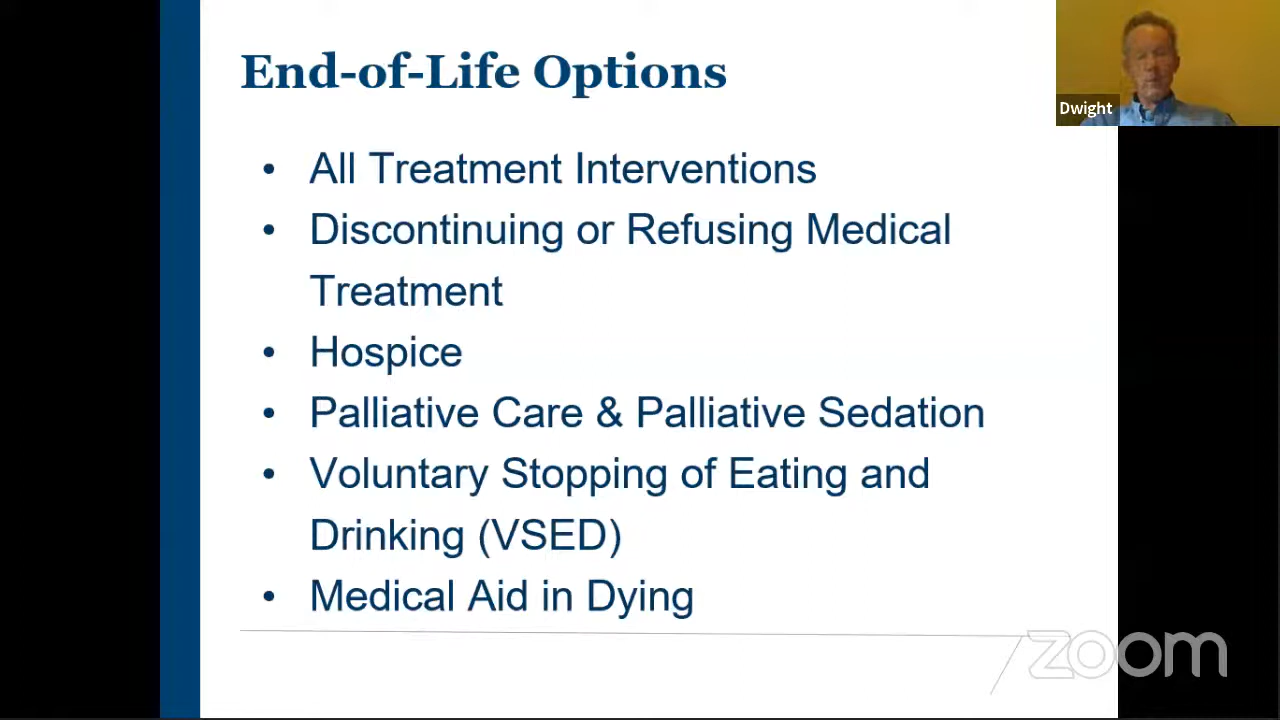 End-of-Life Options
Dwight
• All Treatment Interventions
• Discontinuing or Refusing Medical
Treatment
• Hospice
• Palliative Care & Palliative Sedation
• Voluntary Stopping of Eating and
Drinking (VSED)
• Medical Aid in Dying
zoom